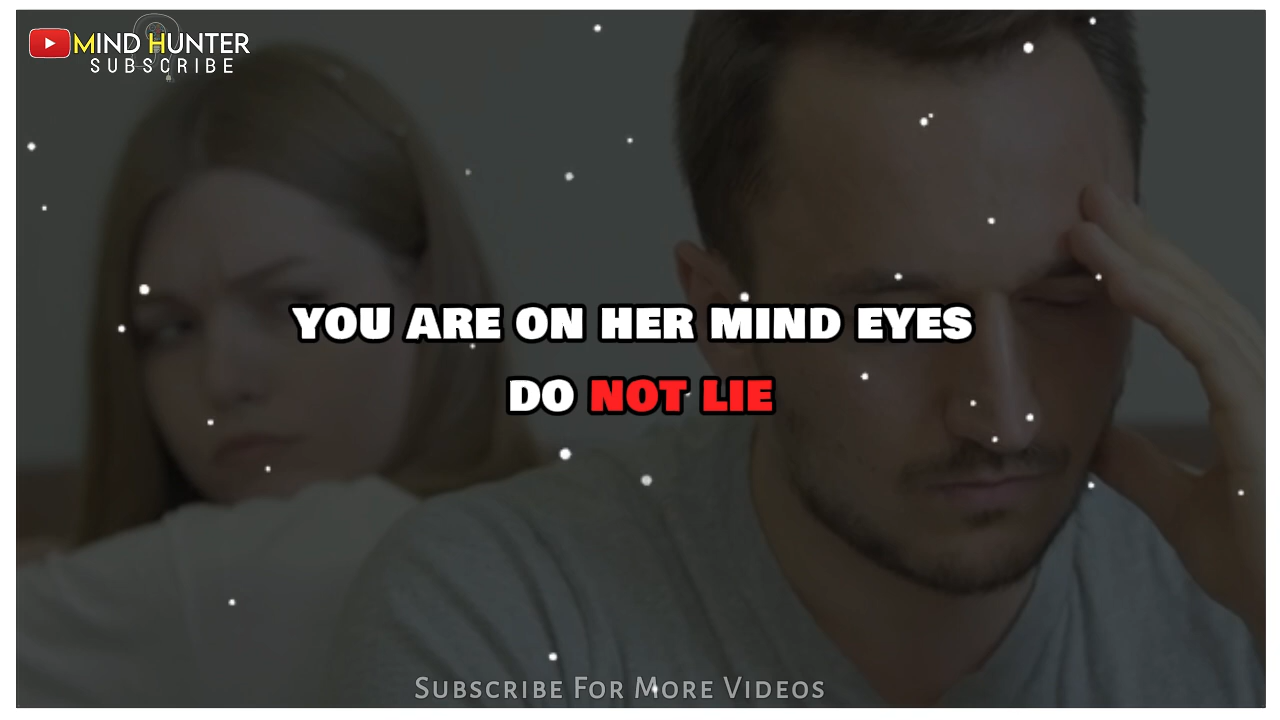 MIND HUNTER
SUBSCRIBE
YOU ARE ON HER MIND EYES
DO NOT LIE
SUBSCRIBE FOR MORE VIDEOS